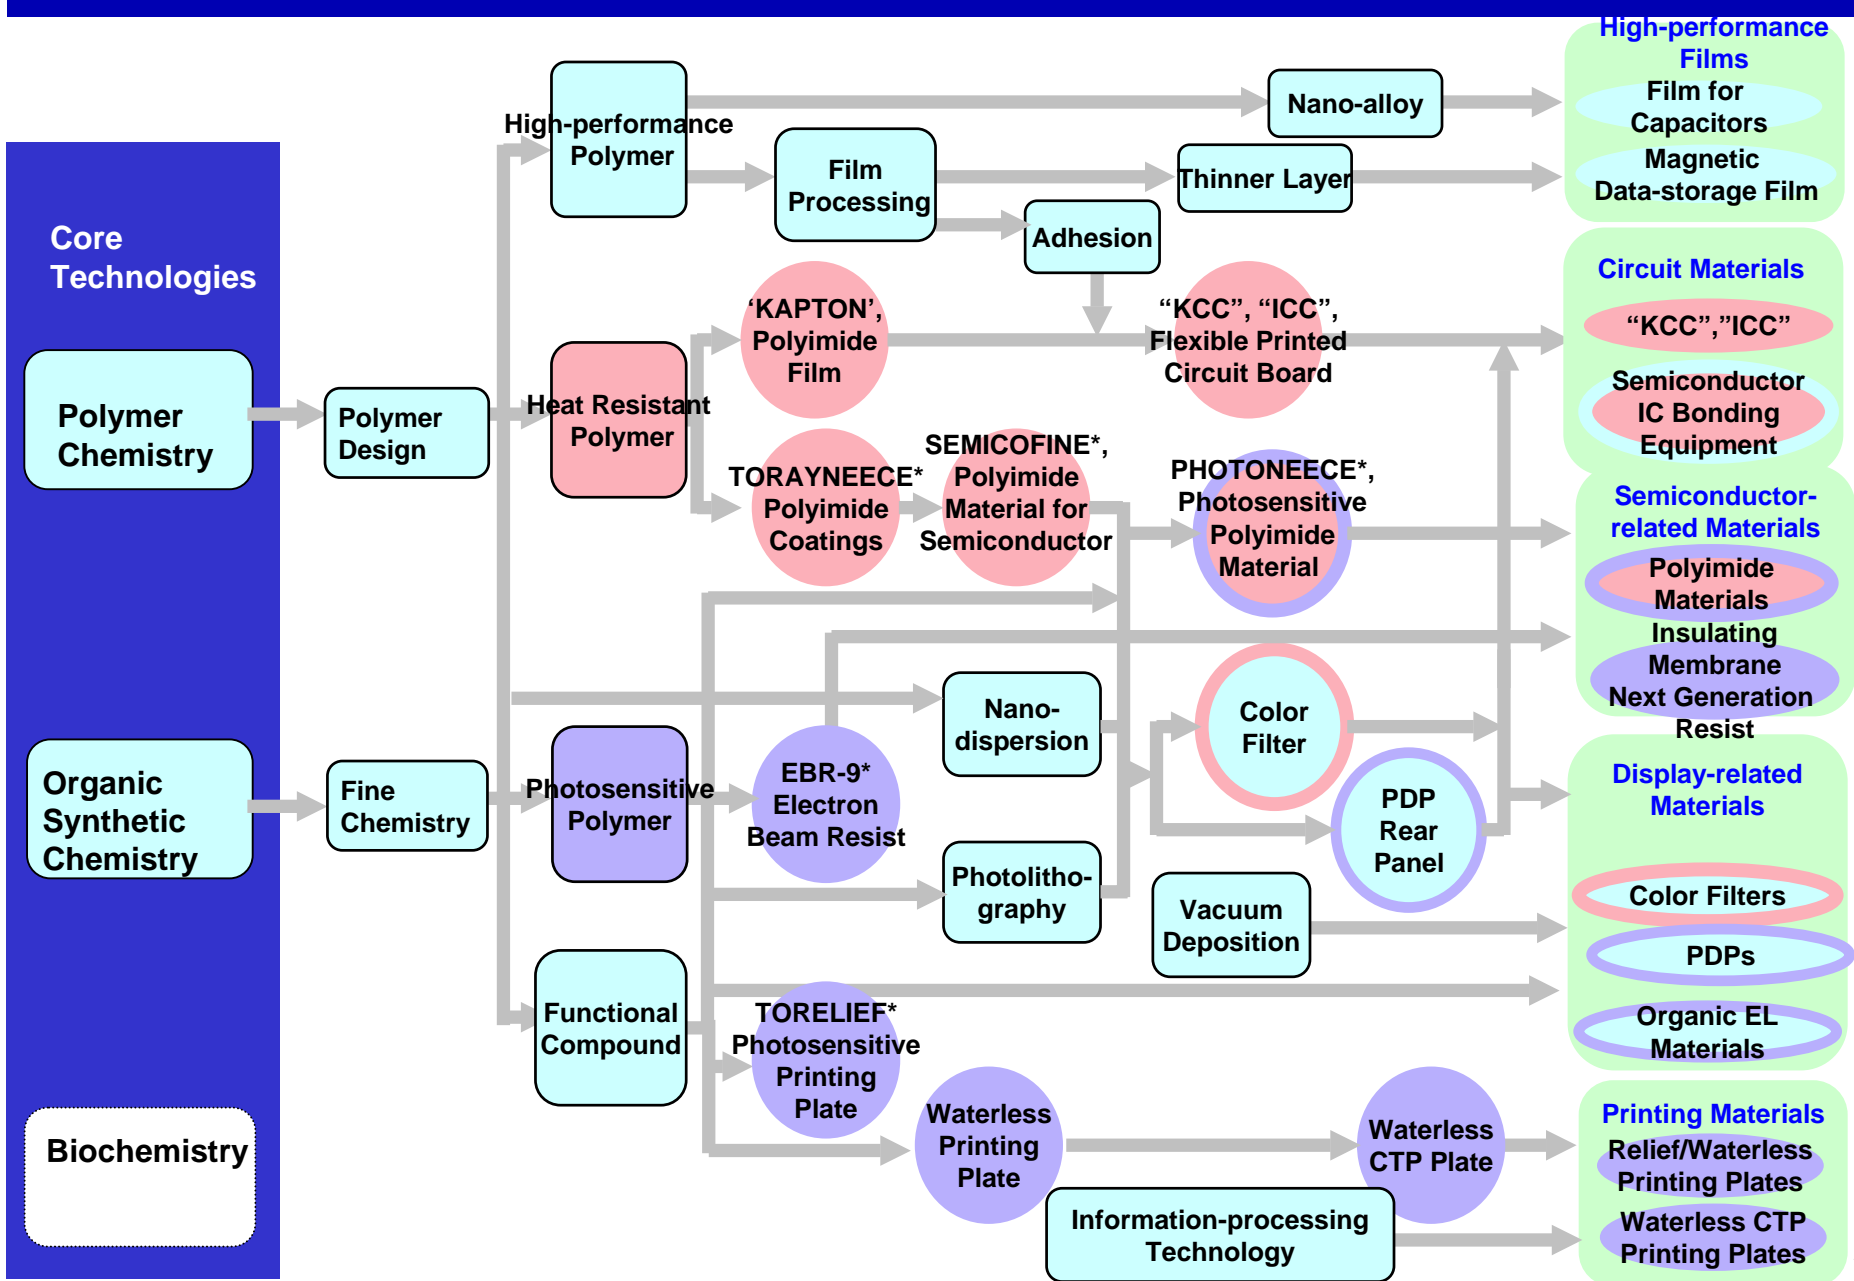 High-performance
Films
Film for
Capacitors
Magnetic
Data-storage Film
Nano-alloy
High-performance
Polymer
Film
Processing
Thinner Layer
Adhesion
Core
Technologies
Circuit Materials
“KCC”,”ICC”
Semiconductor
IC Bonding
Equipment
‘KAPTON’,
Polyimide
Film
“KCC”, “ICC”,
Flexible Printed
Circuit Board
Polymer
Chemistry
Polymer
Design
Heat Resistant
Polymer
TORAYNEECE*
Polyimide
Coatings
SEMICOFINE*,
Polyimide
Material for
Semiconductor
PHOTONEECE*,
Photosensitive
Polyimide
Material
Semiconductor-
related Materials
Polyimide
Materials
Insulating
Membrane
Next Generation
Resist
Nano-
dispersion
Color
Filter
Organic
Synthetic
Chemistry
Fine
Chemistry
Photosensitive
Polymer
EBR-9*
Electron
Beam Resist
PDP
Rear
Panel
Display-related
Materials
Photolitho-
graphy
Vacuum
Deposition
Color Filters
PDPs
Organic EL
Materials
Functional
Compound
TORELIEF*
Photosensitive
Printing
Plate
Biochemistry
Waterless
Printing
Plate
Waterless
CTP Plate
Information-processing
Technology
Printing Materials
Relief/Waterless
Printing Plates
Waterless CTP
Printing Plates